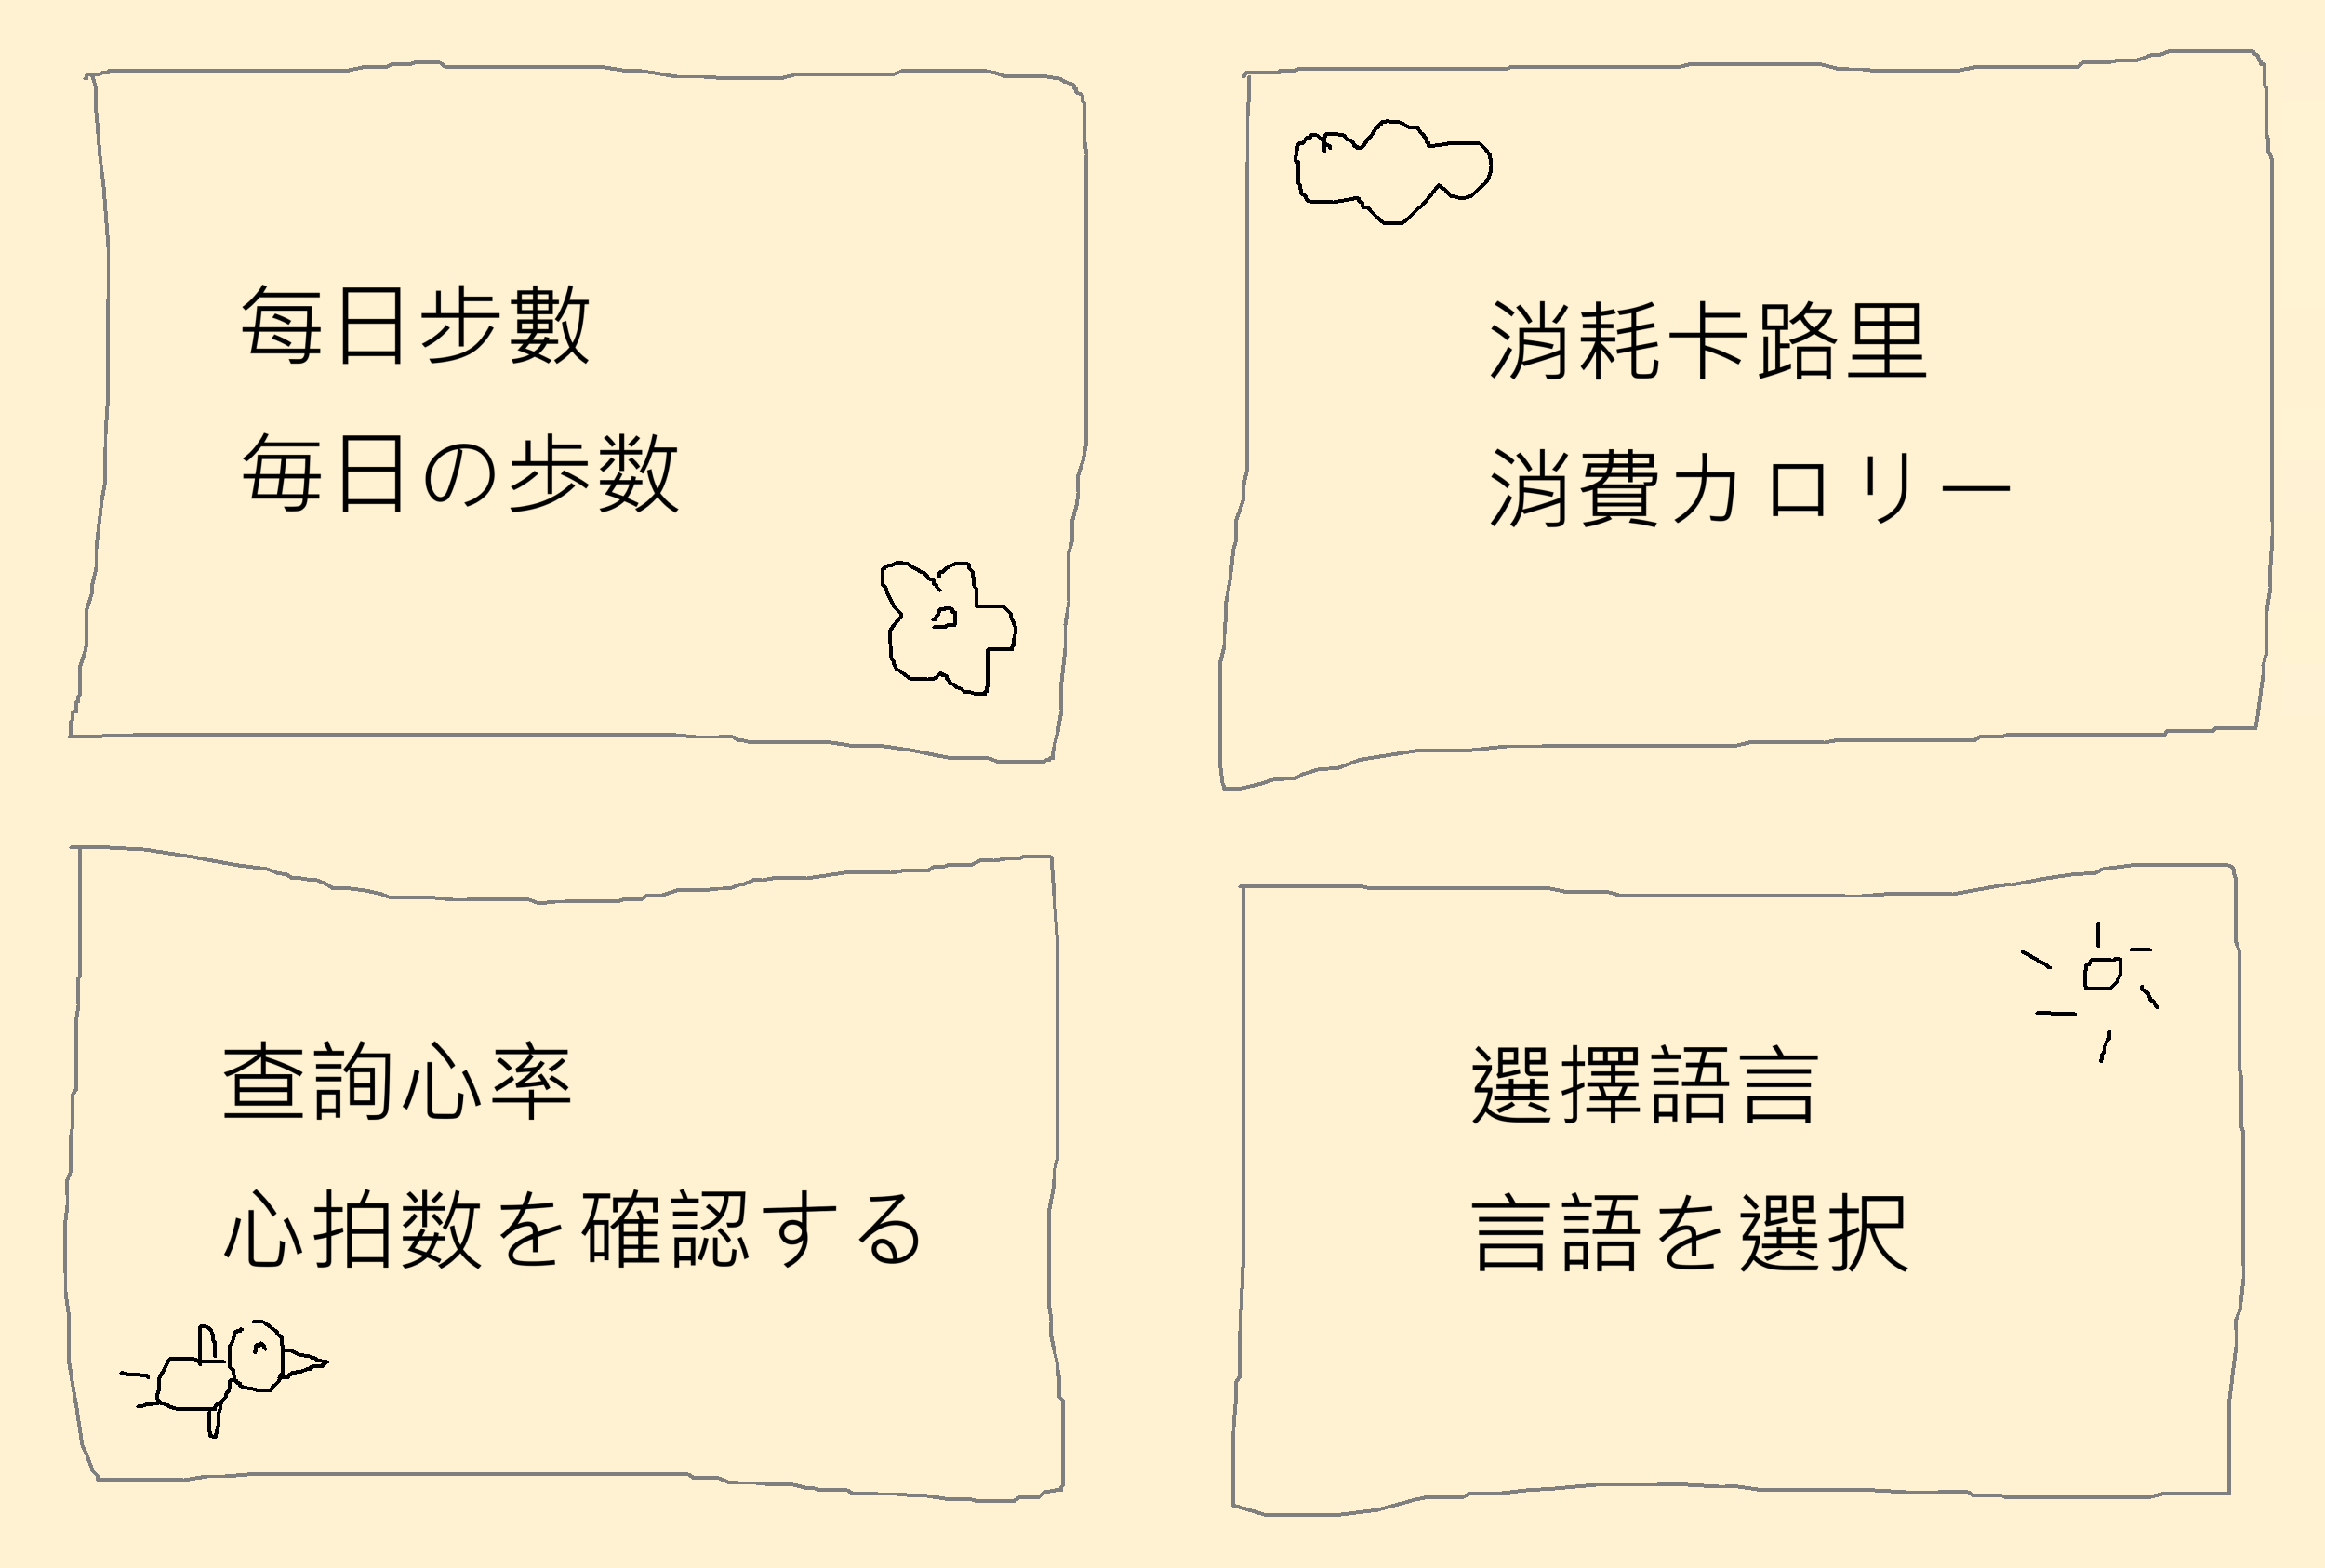 每日步數
毎日の歩数
消耗卡路里
消費カロリー
查詢心率
心拍数を確認する
選擇語言
言語を選択